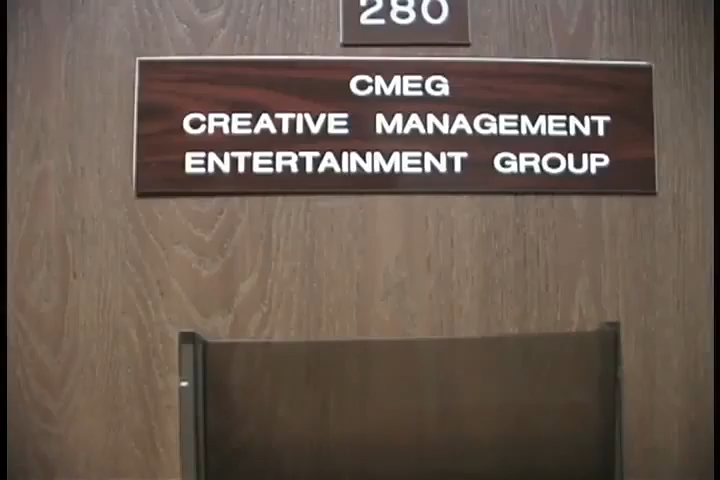 280
CMEG
CREATIVE MANAGEMENT
ENTERTAINMENT GROUP